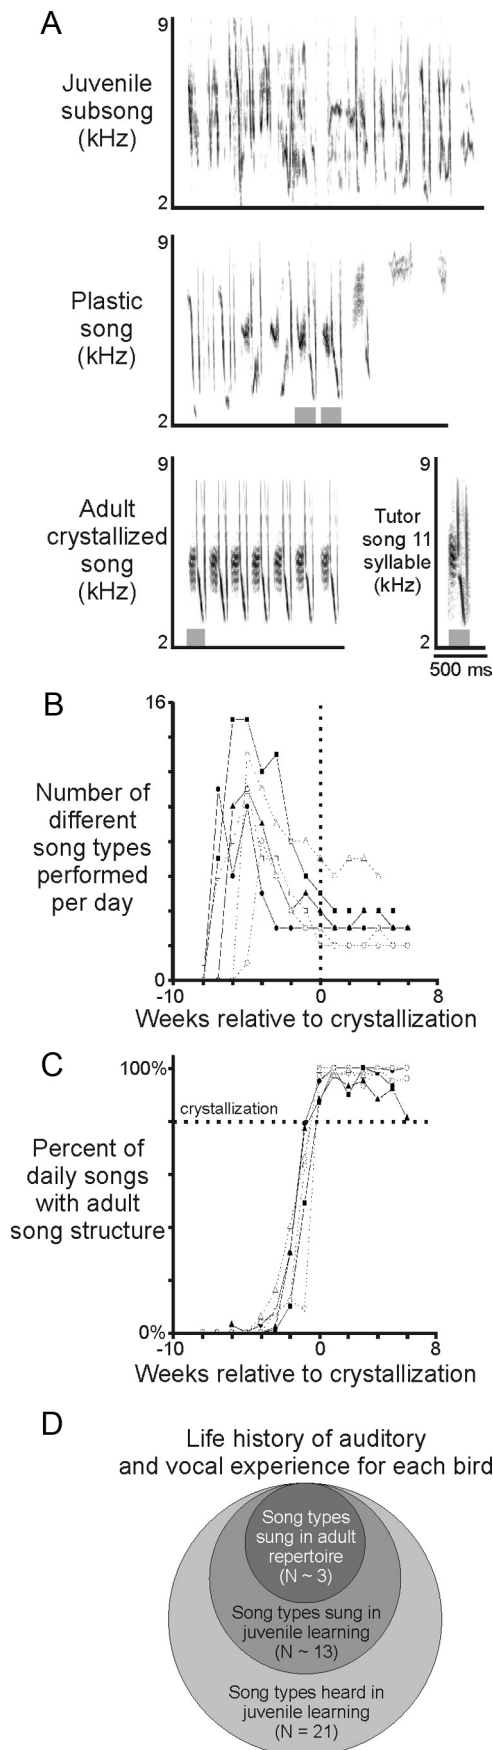 A
9
Juvenile
subsong
(kHz)
2
9
Plastic
song
(kHz)
2
9
Adult
crystallized
song
(kHz)
2
9
Tutor
song 11
syllable
(kHz)
2
500 ms
B
16
Number of
different
song types
performed
per day
0
-10 0 8
Weeks relative to crystallization
C
100%
crystallization
Percent of
daily songs
with adult
song structure
0%
-10 0 8
Weeks relative to crystallization
D
Life history of auditory
and vocal experience for each bird
Song types
sung in adult
repertoire
(N ~ 3)
Song types sung in
juvenile learning
(N ~ 13)
Song types heard in
juvenile learning
(N = 21)